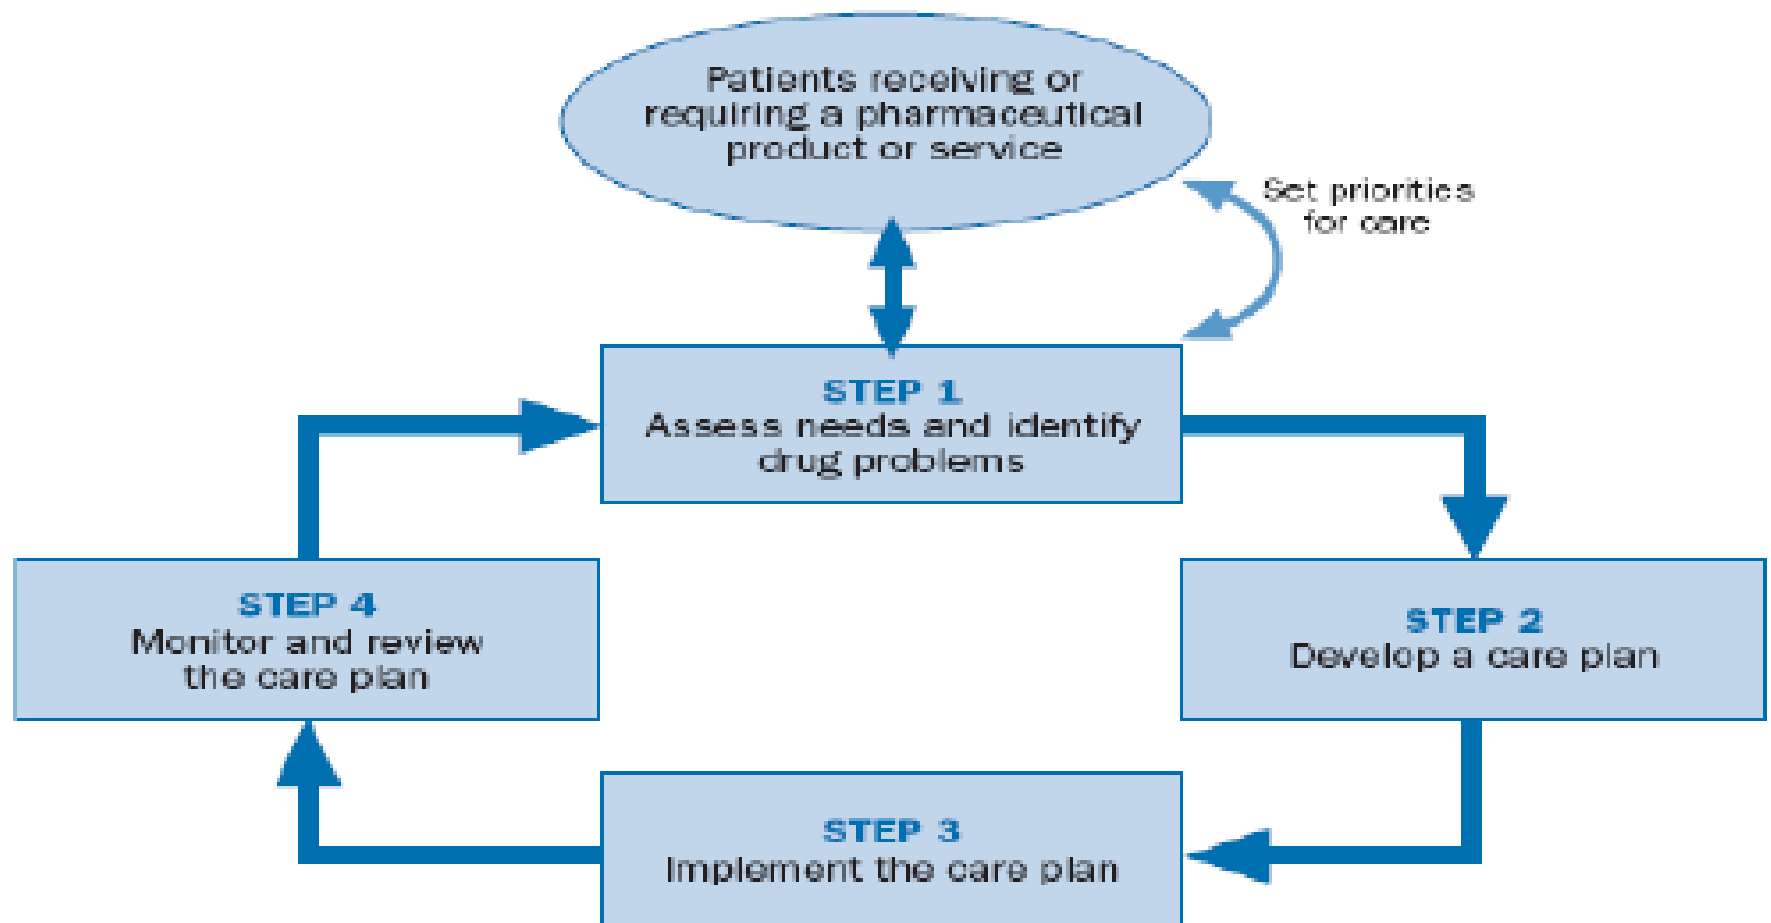 Patients receiving or
requiring a pharmaceutical
product or service
Set priorities
for care
STEP 1
Assess needs and identify
drug problems
STEP 2
Develop a care plan
STEP 3
Implement the care plan
STEP 4
Monitor and review
the care plan